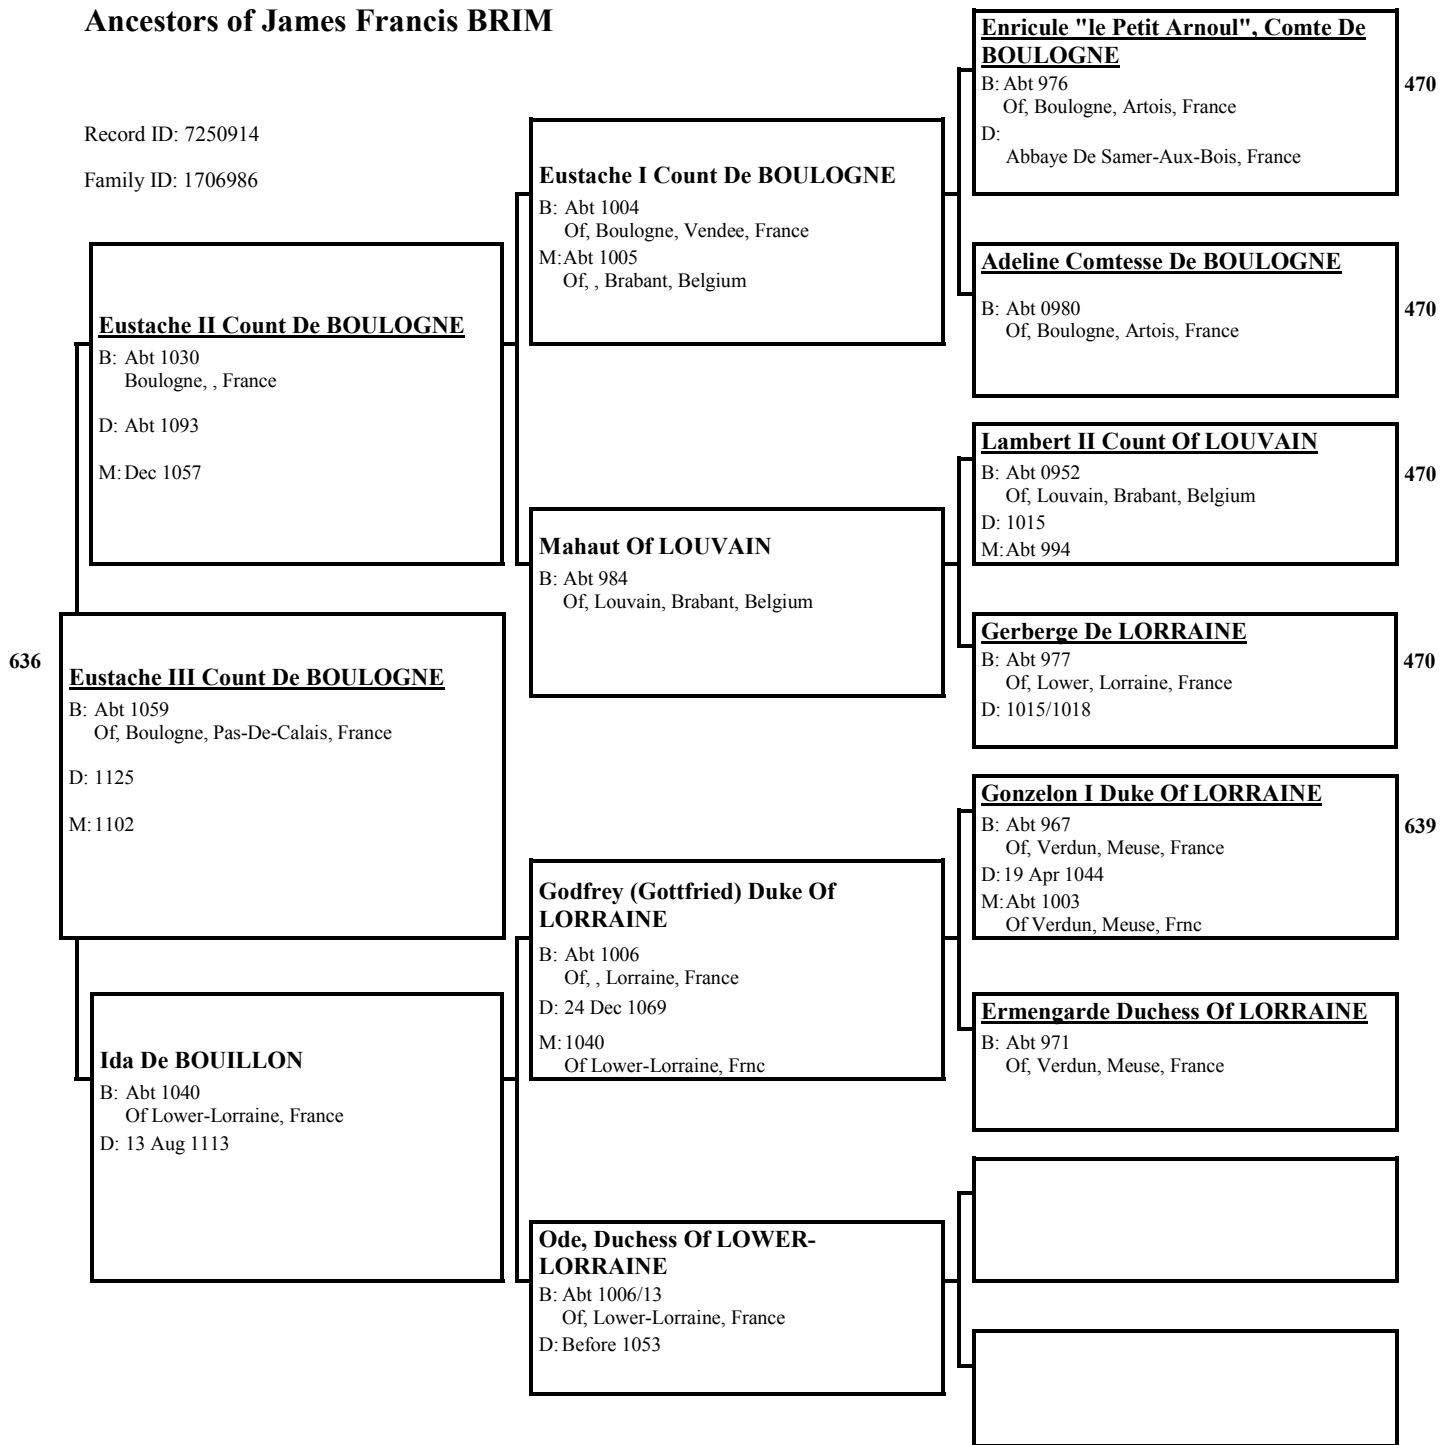 Ancestors of James Francis BRIM
Record ID: 7250914
Family ID: 1706986
636
Eustache III Count De BOULOGNE
B: Abt 1059
Of, Boulogne, Pas-De-Calais, France
D: 1125
M: 1102
Eustache II Count De BOULOGNE
B: Abt 1030
Boulogne, , France
D: Abt 1093
M: Dec 1057
Ida De BOUILLON
B: Abt 1040
Of Lower-Lorraine, France
D: 13 Aug 1113
Eustache I Count De BOULOGNE
B: Abt 1004
Of, Boulogne, Vendee, France
M: Abt 1005
Of, , Brabant, Belgium
Mahaut Of LOUVAIN
B: Abt 984
Of, Louvain, Brabant, Belgium
Godfrey (Gottfried) Duke Of
LORRAINE
B: Abt 1006
Of, , Lorraine, France
D: 24 Dec 1069
M: 1040
Of Lower-Lorraine, Frnc
Ode, Duchess Of LOWER-
LORRAINE
B: Abt 1006/13
Of, Lower-Lorraine, France
D: Before 1053
Enricule "le Petit Arnoul", Comte De
BOULOGNE
B: Abt 976
Of, Boulogne, Artois, France
D:
Abbaye De Samer-Aux-Bois, France
470
Adeline Comtesse De BOULOGNE
B: Abt 0980
Of, Boulogne, Artois, France
470
Lambert II Count Of LOUVAIN
B: Abt 0952
Of, Louvain, Brabant, Belgium
D: 1015
M: Abt 994
470
Gerberge De LORRAINE
B: Abt 977
Of, Lower, Lorraine, France
D: 1015/1018
470
Gonzelon I Duke Of LORRAINE
B: Abt 967
Of, Verdun, Meuse, France
D: 19 Apr 1044
M: Abt 1003
Of Verdun, Meuse, Frnc
639
Ermengarde Duchess Of LORRAINE
B: Abt 971
Of, Verdun, Meuse, France